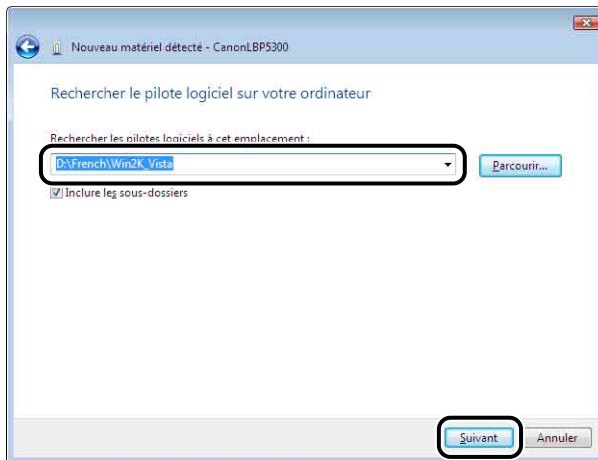 Nouveau matériel détecté - CanonLBP5300
Rechercher le pilote logiciel sur votre ordinateur
Rechercher les pilotes logiciels à cet emplacement :
D:\French\Win2K_Vista
Parcourir...
Inclure les sous-dossiers
Suivant
Annuler